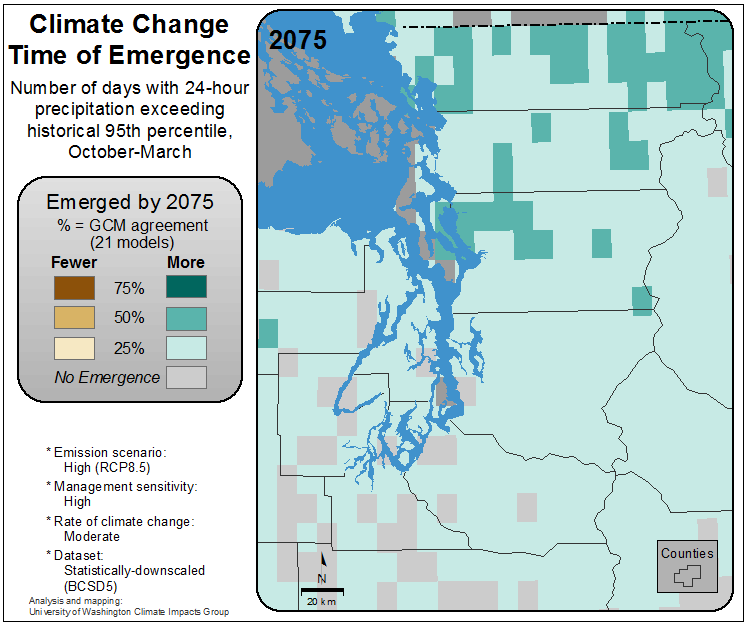 Climate Change
Time of Emergence
Number of days with 24-hour
precipitation exceeding
historical 95th percentile,
October-March
Emerged by 2075
% = GCM agreement
(21 models)
Fewer More
75%
50%
25%
No Emergence
* Emission scenario:
High (RCP8.5)
* Management sensitivity:
High
* Rate of climate change:
Moderate
* Dataset:
Statistically-downscaled
(BCSD5)
Analysis and mapping:
University of Washington Climate Impacts Group
2075
N
20 km
Counties